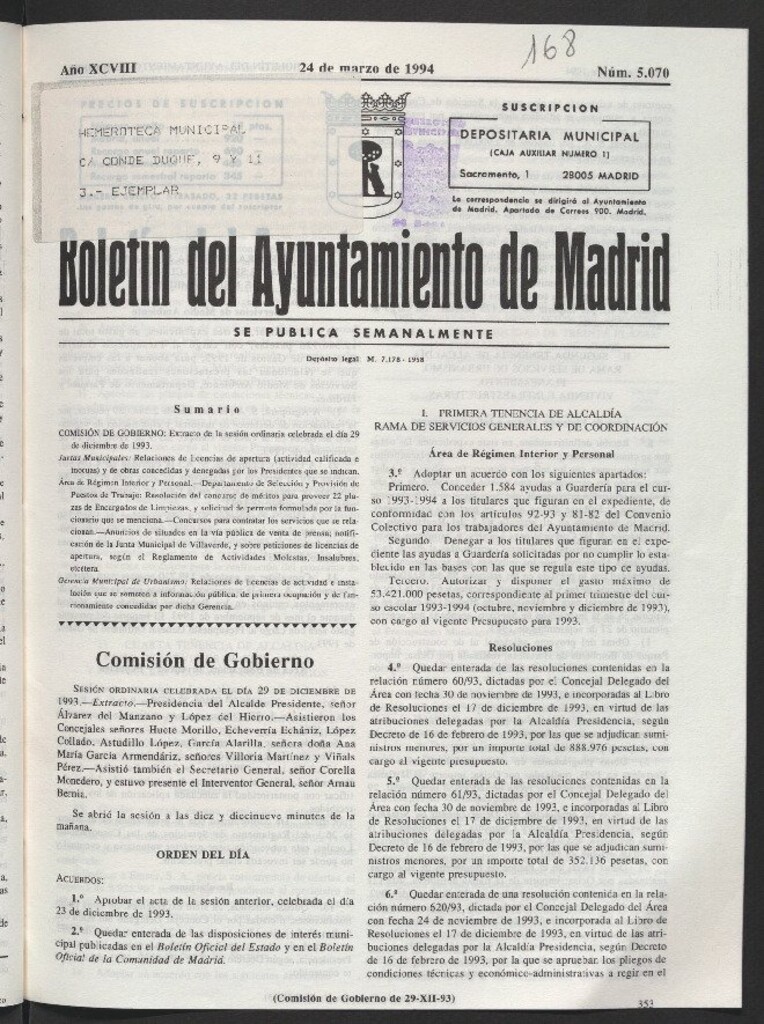 168
Año XCVIII
24 de marzo de 1994
Núm. 5.070
HEMEROTECA MUNICIPAL
C/ CONDE DUQUE, 9 Y 11
3.- EJEMPLAR
SUSCRIPCION
DEPOSITARIA MUNICIPAL
(CAJA AUXILIAR NUMERO 1)
Sacramento, 1 28005 MADRID
La correspondencia se dirigirá al Ayuntamiento
de Madrid. Apartado de Correos 900. Madrid.
Boletín del Ayuntamiento de Madrid
SE PUBLICA SEMANALMENTE
Depósito legal: M. 7.178 - 1958
Sumario
COMISIÓN DE GOBIERNO: Extracto de la sesión ordinaria celebrada el día 29
de diciembre de 1993.
Juntas Municipales: Relaciones de licencias de apertura (actividad calificada e
inocuas) y de obras concedidas y denegadas por los Presidentes que se indican.
Área de Régimen Interior y Personal.—Departamento de Selección y Provisión de
Puestos de Trabajo: Resolución del concurso de méritos para proveer 22 pla-
zas de Encargados de Limpiezas, y solicitud de permuta formulada por la fun-
cionario que se menciona.—Concursos para contratar los servicios que se rela-
cionan.—Anuncios de situados en la vía pública de venta de prensa; notifi-
cación de la Junta Municipal de Villaverde, y sobre peticiones de licencias de
apertura, según el Reglamento de Actividades Molestas, Insalubres,
etcétera.
Gerencia Municipal de Urbanismo: Relaciones de licencias de actividad e insta-
lación que se someten a información pública, de primera ocupación y de fun-
cionamiento concedidas por dicha Gerencia.
Comisión de Gobierno
SESIÓN ORDINARIA CELEBRADA EL DÍA 29 DE DICIEMBRE DE
1993.—Extracto.—Presidencia del Alcalde Presidente, señor
Álvarez del Manzano y López del Hierro.—Asistieron los
Concejales señores Huete Morillo, Echeverría Echániz, López
Collado, Astudillo López, García Alarilla, señora doña Ana
María García Armendáriz, señores Villoria Martínez y Viñals
Pérez.—Asistió también el Secretario General, señor Corella
Monedero, y estuvo presente el Interventor General, señor Arnau
Bernia.
Se abrió la sesión a las diez y diecinueve minutos de la
mañana.
ORDEN DEL DÍA
ACUERDOS:
1.º Aprobar el acta de la sesión anterior, celebrada el día
23 de diciembre de 1993.
2.º Quedar enterada de las disposiciones de interés muni-
cipal publicadas en el Boletín Oficial del Estado y en el Boletín
Oficial de la Comunidad de Madrid.
I. PRIMERA TENENCIA DE ALCALDÍA
RAMA DE SERVICIOS GENERALES Y DE COORDINACIÓN
Área de Régimen Interior y Personal
3.º Adoptar un acuerdo con los siguientes apartados:
Primero. Conceder 1.584 ayudas a Guardería para el cur-
so 1993-1994 a los titulares que figuran en el expediente, de
conformidad con los artículos 92-93 y 81-82 del Convenio
Colectivo para los trabajadores del Ayuntamiento de Madrid.
Segundo. Denegar a los titulares que figuran en el expe-
diente las ayudas a Guardería solicitadas por no cumplir lo esta-
blecido en las bases con las que se regula este tipo de ayudas.
Tercero. Autorizar y disponer el gasto máximo de
53.421.000 pesetas, correspondiente al primer trimestre del cur-
so escolar 1993-1994 (octubre, noviembre y diciembre de 1993),
con cargo al vigente Presupuesto para 1993.
Resoluciones
4.º Quedar enterada de las resoluciones contenidas en la
relación número 60/93, dictadas por el Concejal Delegado del
Área con fecha 30 de noviembre de 1993, e incorporadas al Libro
de Resoluciones el 17 de diciembre de 1993, en virtud de las
atribuciones delegadas por la Alcaldía Presidencia, según
Decreto de 16 de febrero de 1993, por las que se adjudican sumi-
nistros menores, por un importe total de 888.976 pesetas, con
cargo al vigente presupuesto.
5.º Quedar enterada de las resoluciones contenidas en la
relación número 61/93, dictadas por el Concejal Delegado del
Área con fecha 30 de noviembre de 1993, e incorporadas al Libro
de Resoluciones el 17 de diciembre de 1993, en virtud de las
atribuciones delegadas por la Alcaldía Presidencia, según
Decreto de 16 de febrero de 1993, por las que se adjudican sumi-
nistros menores, por un importe total de 352.136 pesetas, con
cargo al vigente presupuesto.
6.º Quedar enterada de una resolución contenida en la rela-
ción número 620/93, dictada por el Concejal Delegado del Área
con fecha 24 de noviembre de 1993, e incorporada al Libro de
Resoluciones el 17 de diciembre de 1993, en virtud de las atri-
buciones delegadas por la Alcaldía Presidencia, según Decreto
de 16 de febrero de 1993, por la que se aprueban los pliegos de
condiciones técnicas y económico-administrativas a regir en el
(Comisión de Gobierno de 29-XII-93)
353